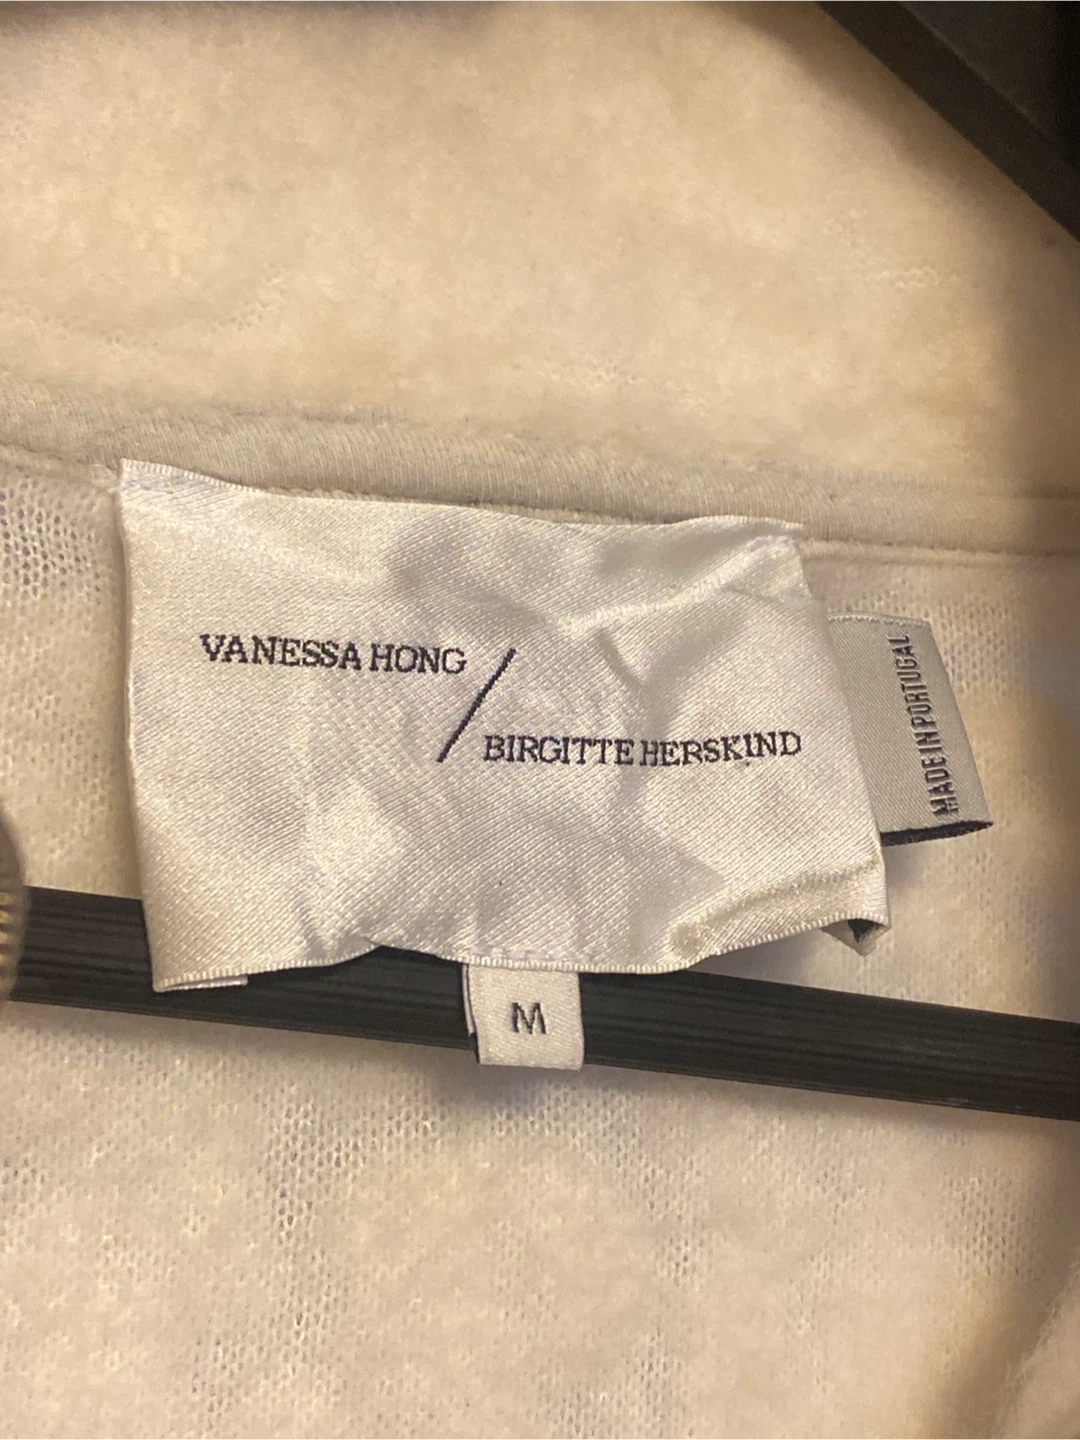 VANESSA HONG /
BIRGITTE HERSKIND
MADE IN PORTUGAL
M